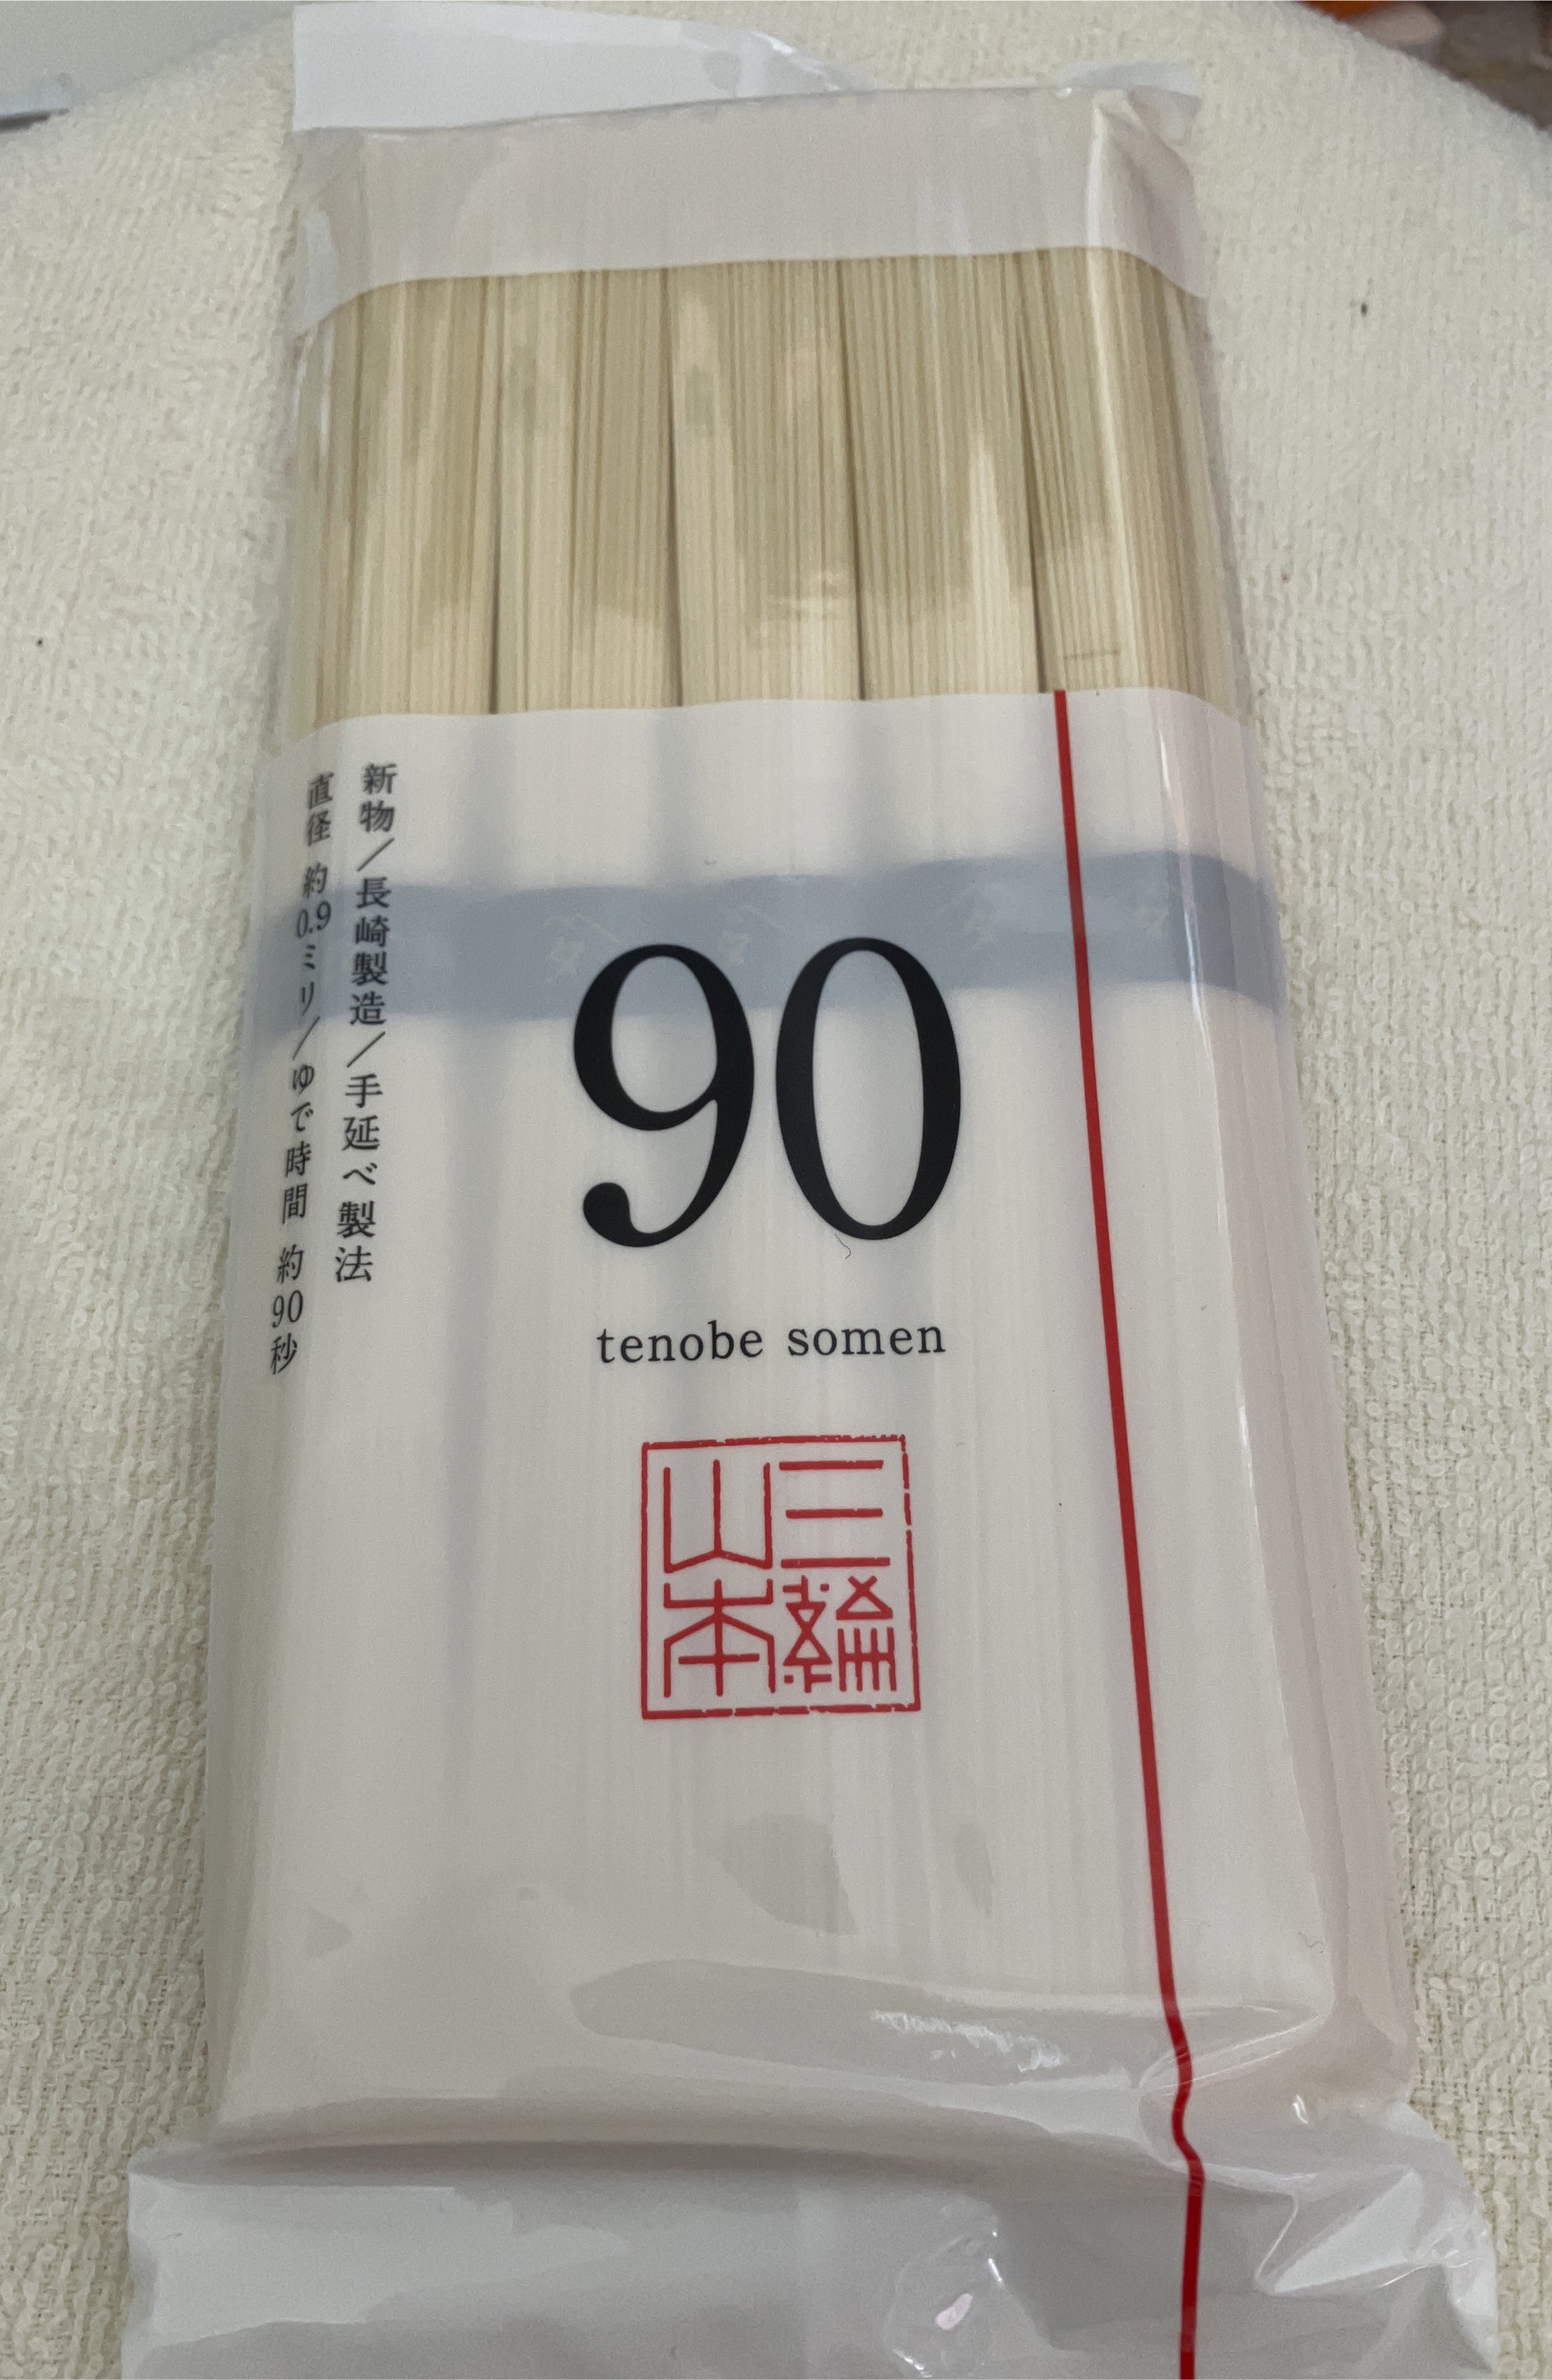 新物／長崎製造／手延べ製法
直径 約0.9ミリ／ゆで時間 約90秒
90
tenobe somen
三輪
山本